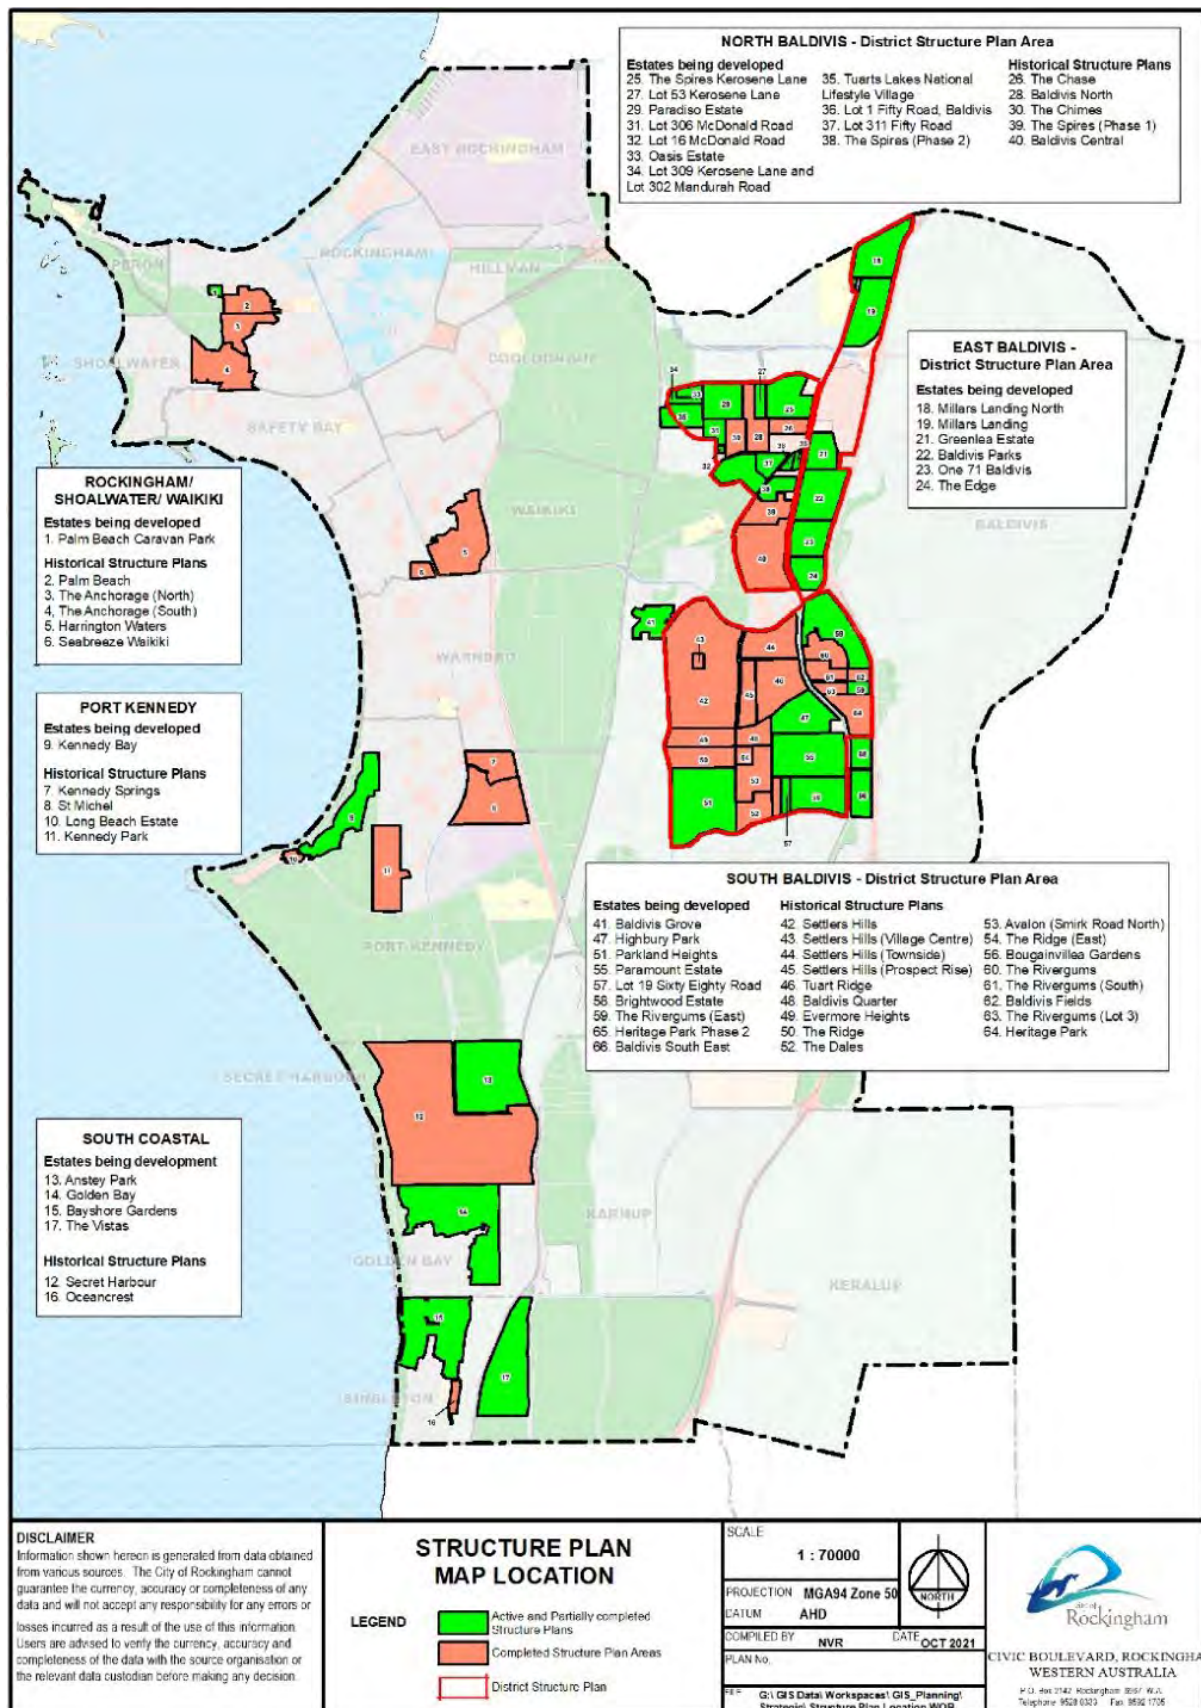 NORTH BALDIVIS - District Structure Plan Area
Estates being developed
25. The Spires Kerosene Lane
27. Lot 53 Kerosene Lane
29. Paradiso Estate
31. Lot 306 McDonald Road
32. Lot 16 McDonald Road
33. Oasis Estate
34. Lot 309 Kerosene Lane and
Lot 302 Mandurah Road
35. Tuarts Lakes National
Lifestyle Village
36. Lot 1 Fifty Road, Baldivis
37. Lot 311 Fifty Road
38. The Spires (Phase 2)
Historical Structure Plans
26. The Chase
28. Baldivis North
30. The Chimes
39. The Spires (Phase 1)
40. Baldivis Central
EAST ROCKINGHAM
ROCKINGHAM
HILLMAN
PERON
SHOALWATER
COOLOONGUP
SAFETY BAY
EAST BALDIVIS -
District Structure Plan Area
Estates being developed
18. Millars Landing North
19. Millars Landing
21. Greenlea Estate
22. Baldivis Parks
23. One 71 Baldivis
24. The Edge
BALDIVIS
WAIKIKI
WARNBRO
ROCKINGHAM/
SHOALWATER/ WAIKIKI
Estates being developed
1. Palm Beach Caravan Park
Historical Structure Plans
2. Palm Beach
3. The Anchorage (North)
4. The Anchorage (South)
5. Harrington Waters
6. Seabreeze Waikiki
PORT KENNEDY
Estates being developed
9. Kennedy Bay
Historical Structure Plans
7. Kennedy Springs
8. St Michel
10. Long Beach Estate
11. Kennedy Park
PORT KENNEDY
SOUTH BALDIVIS - District Structure Plan Area
Estates being developed
41. Baldivis Grove
47. Highbury Park
51. Parkland Heights
55. Paramount Estate
57. Lot 19 Sixty Eighty Road
58. Brightwood Estate
59. The Rivergums (East)
65. Heritage Park Phase 2
66. Baldivis South East
Historical Structure Plans
42. Settlers Hills
43. Settlers Hills (Village Centre)
44. Settlers Hills (Townside)
45. Settlers Hills (Prospect Rise)
46. Tuart Ridge
48. Baldivis Quarter
49. Evermore Heights
50. The Ridge
52. The Dales
53. Avalon (Smirk Road North)
54. The Ridge (East)
56. Bougainvillea Gardens
60. The Rivergums
61. The Rivergums (South)
62. Baldivis Fields
63. The Rivergums (Lot 3)
64. Heritage Park
SECRET HARBOUR
SOUTH COASTAL
Estates being development
13. Anstey Park
14. Golden Bay
15. Bayshore Gardens
17. The Vistas
Historical Structure Plans
12. Secret Harbour
16. Oceancrest
KARNUP
GOLDEN BAY
KERALUP
SINGLETON
DISCLAIMER
Information shown hereon is generated from data obtained
from various sources. The City of Rockingham cannot
guarantee the currency, accuracy or completeness of any
data and will not accept any responsibility for any errors or
losses incurred as a result of the use of this information.
Users are advised to verify the currency, accuracy and
completeness of the data with the source organisation or
the relevant data custodian before making any decision.
STRUCTURE PLAN
MAP LOCATION
LEGEND
Active and Partially completed
Structure Plans
Completed Structure Plan Areas
District Structure Plan
SCALE
1 : 70000
PROJECTION MGA94 Zone 50
DATUM AHD
COMPILED BY NVR DATE OCT 2021
PLAN No.
FILE G:\ GIS Data\ Workspaces\ GIS_Planning\
Strategic\ Structure Plan Location.WOR
NORTH
city of
Rockingham
CIVIC BOULEVARD, ROCKINGHA
WESTERN AUSTRALIA
P.O. Box 2142 Rockingham 6967 W.A.